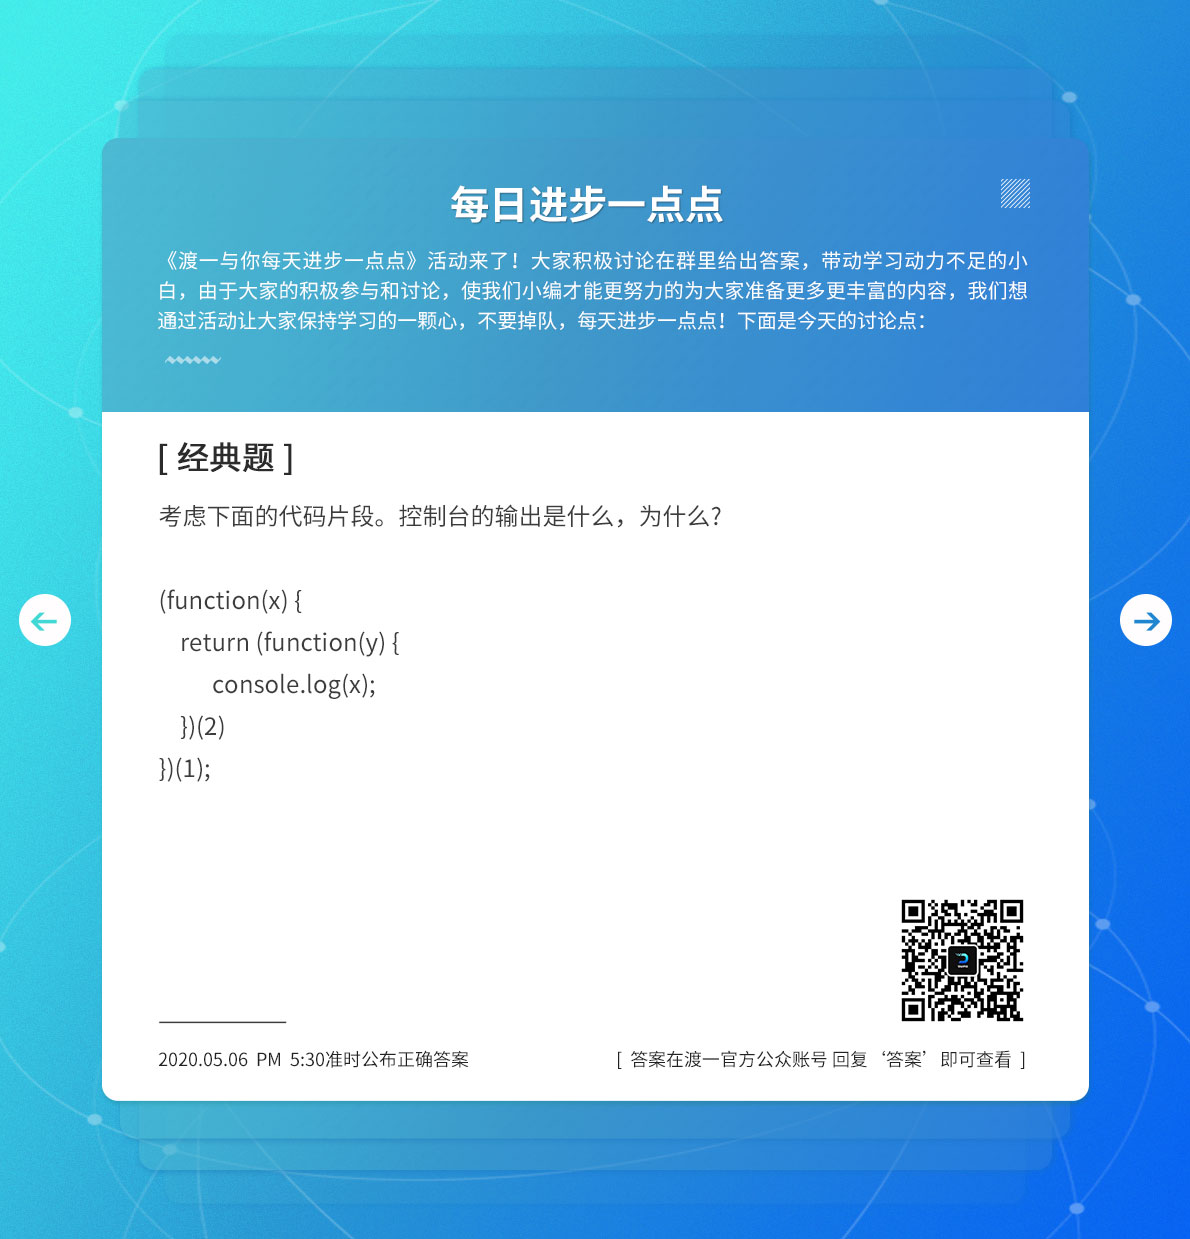 每日进步一点点
《渡一与你每天进步一点点》活动来了！大家积极讨论在群里给出答案，带动学习动力不足的小
白，由于大家的积极参与和讨论，使我们小编才能更努力的为大家准备更多更丰富的内容，我们想
通过活动让大家保持学习的一颗心，不要掉队，每天进步一点点！下面是今天的讨论点：
[ 经典题 ]
考虑下面的代码片段。控制台的输出是什么，为什么?
(function(x) {
return (function(y) {
console.log(x);
})(2)
})(1);
2020.05.06 PM 5:30准时公布正确答案
[ 答案在渡一官方公众账号 回复 ‘答案’ 即可查看 ]